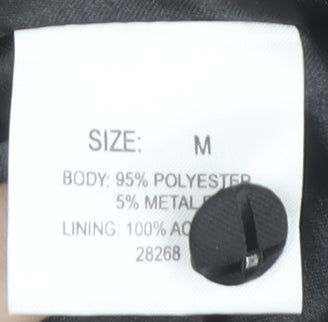 SIZE: M
BODY: 95% POLYESTER
5% METAL
LINING: 100%
28268